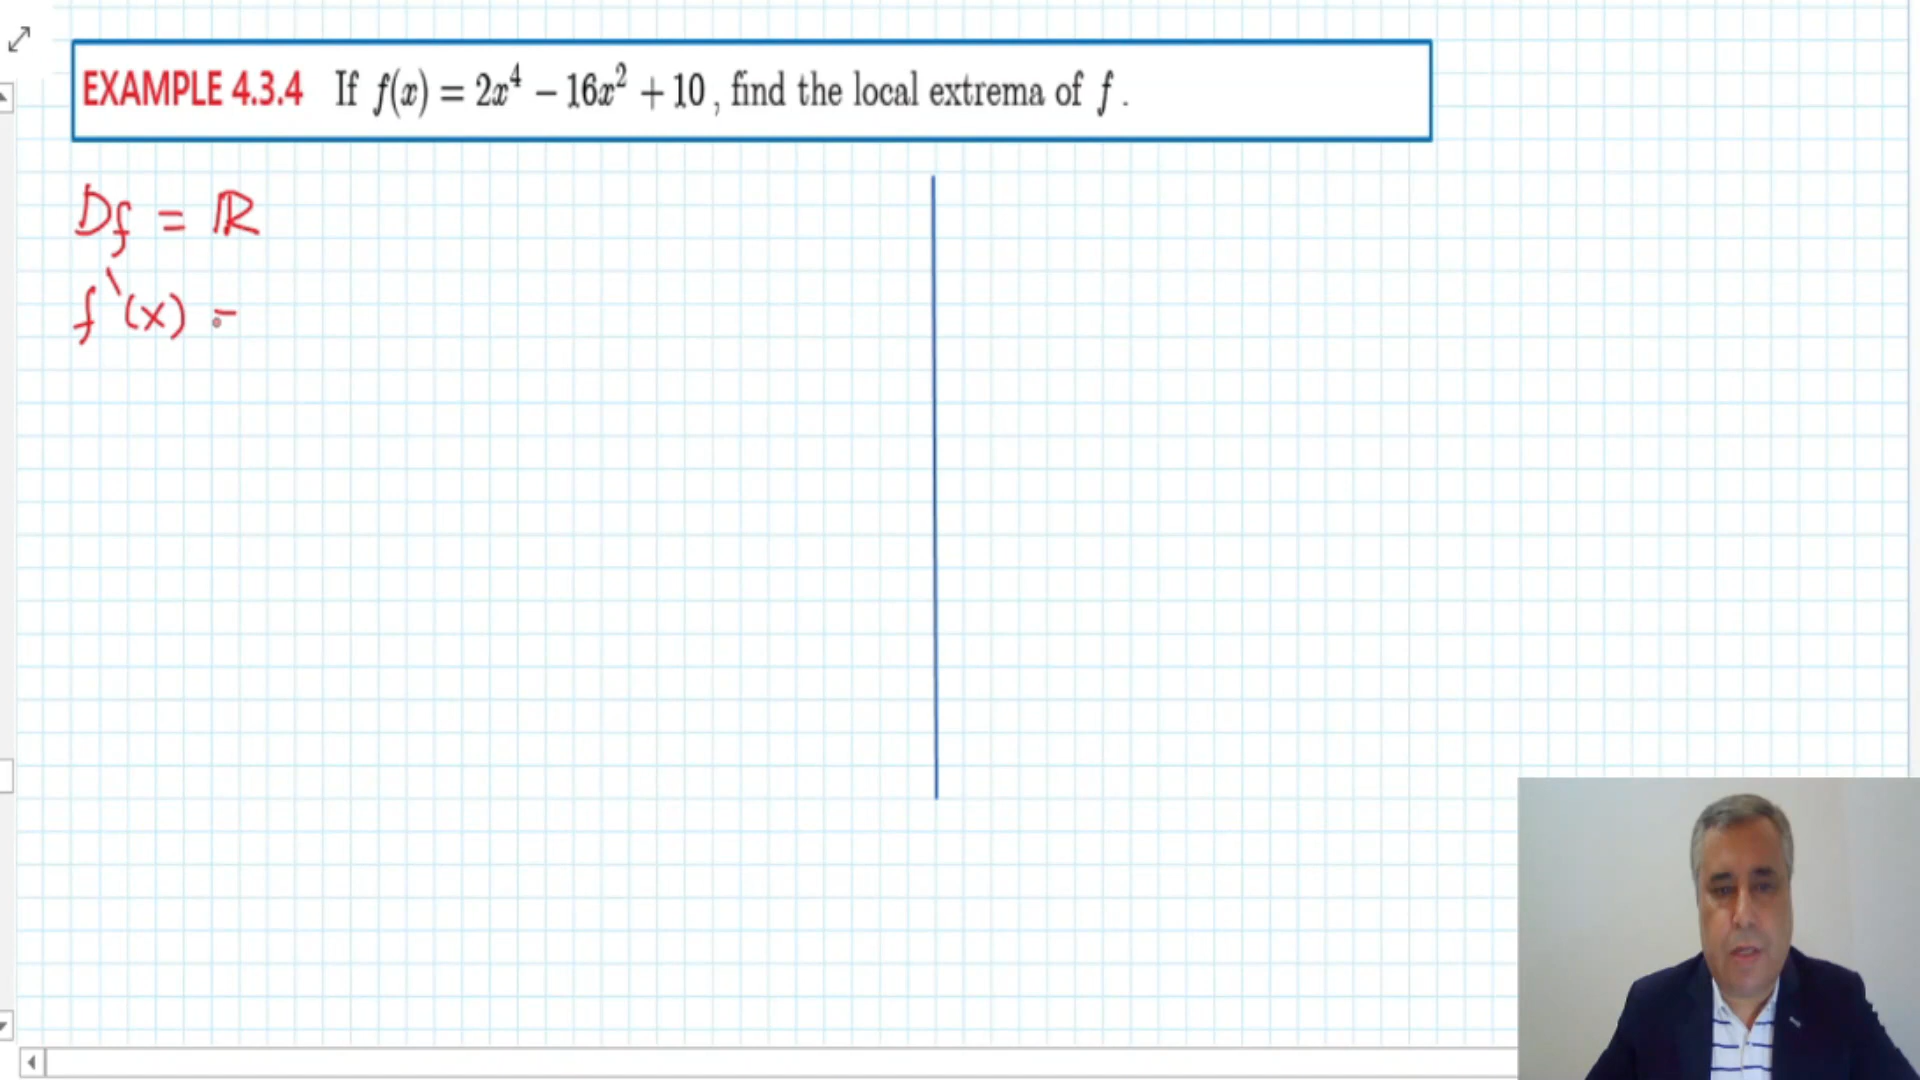 EXAMPLE 4.3.4 If f(x) = 2x⁴ − 16x² + 10, find the local extrema of f.
Df = ℝ
f`(x) =